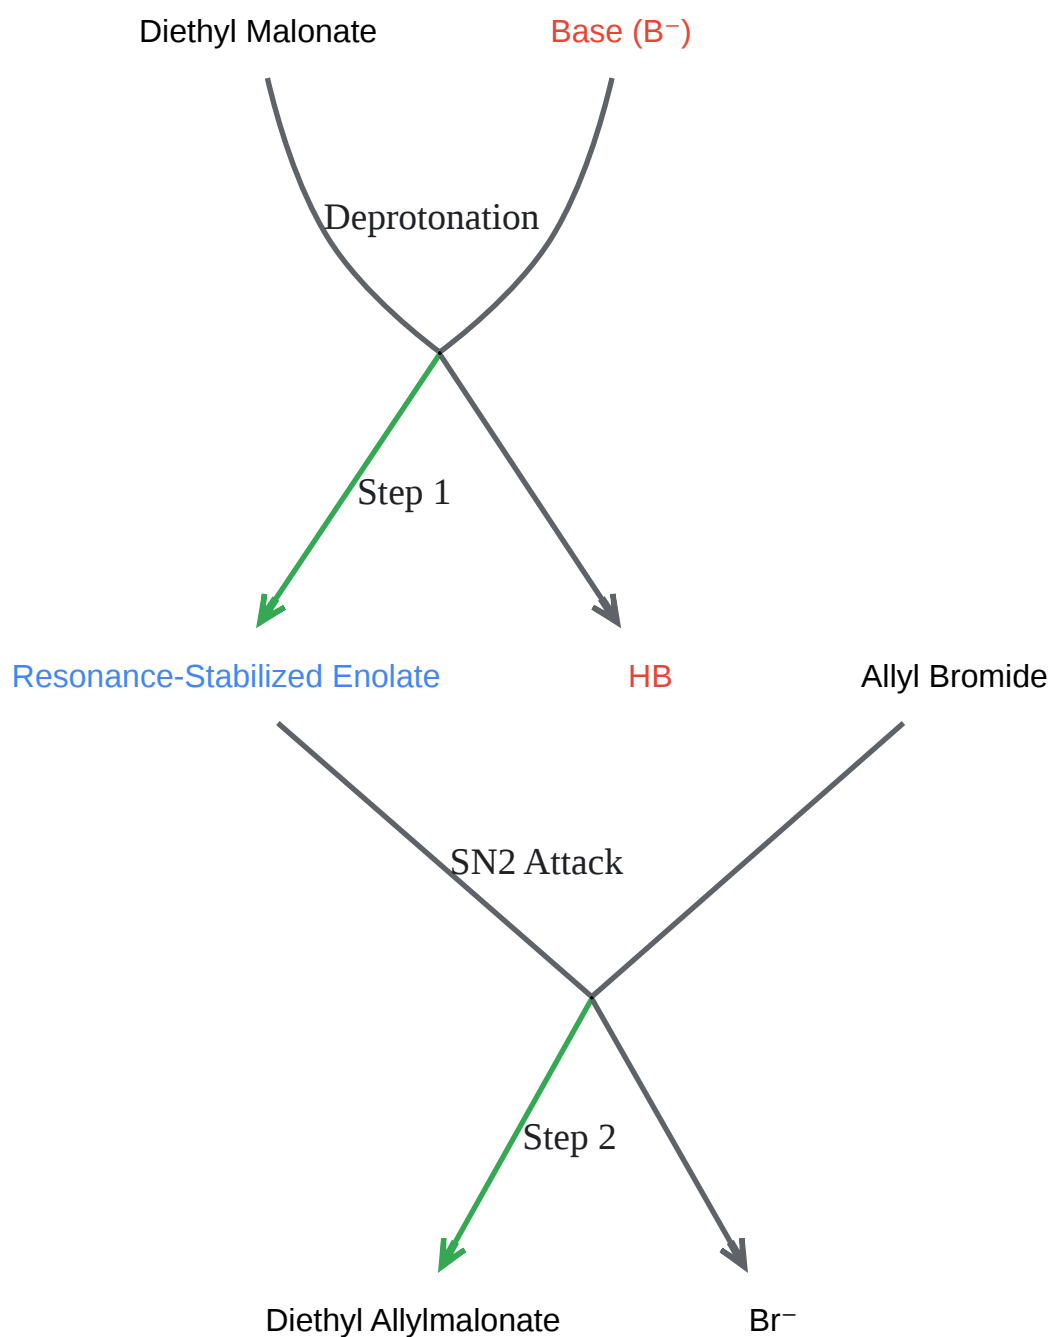 Diethyl Malonate
Base (B⁻)
Deprotonation
Step 1
Resonance-Stabilized Enolate
HB
Allyl Bromide
SN2 Attack
Step 2
Diethyl Allylmalonate
Br⁻